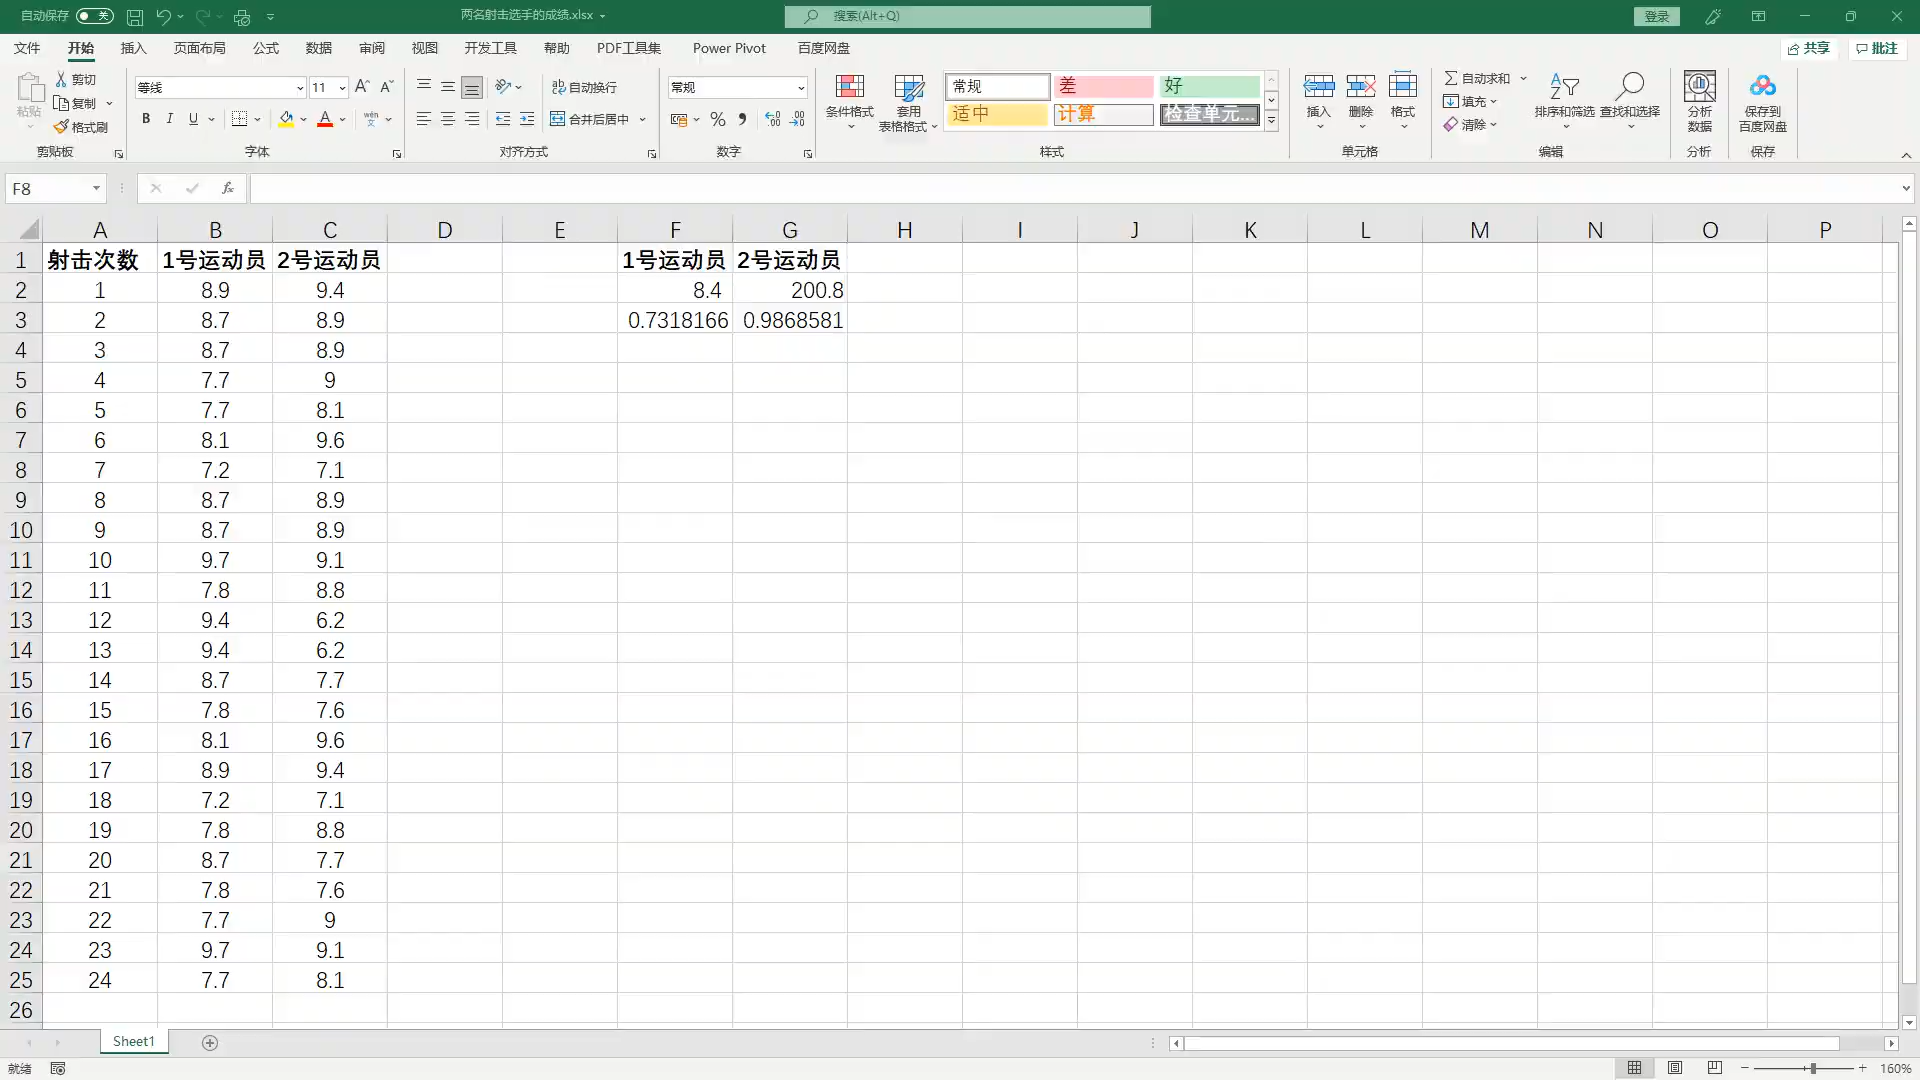 自动保存 关 两名射击选手的成绩.xlsx 搜索(Alt+Q) 登录
文件 开始 插入 页面布局 公式 数据 审阅 视图 开发工具 帮助 PDF工具集 Power Pivot 百度网盘 共享 批注
粘贴 剪切 复制 格式刷 剪贴板
等线 11 B I U A 字体
自动换行 合并后居中 对齐方式
常规 % 数字
条件格式 套用 表格格式 常规 差 好 适中 计算 检查单元... 样式
插入 删除 格式 单元格
自动求和 填充 清除 排序和筛选 查找和选择 编辑
分析 数据 分析
保存到 百度网盘 保存
F8 fx
A B C D E F G H I J K L M N O P
1 射击次数 1号运动员 2号运动员 1号运动员 2号运动员
2 1 8.9 9.4 8.4 200.8
3 2 8.7 8.9 0.7318166 0.9868581
4 3 8.7 8.9
5 4 7.7 9
6 5 7.7 8.1
7 6 8.1 9.6
8 7 7.2 7.1
9 8 8.7 8.9
10 9 8.7 8.9
11 10 9.7 9.1
12 11 7.8 8.8
13 12 9.4 6.2
14 13 9.4 6.2
15 14 8.7 7.7
16 15 7.8 7.6
17 16 8.1 9.6
18 17 8.9 9.4
19 18 7.2 7.1
20 19 7.8 8.8
21 20 8.7 7.7
22 21 7.8 7.6
23 22 7.7 9
24 23 9.7 9.1
25 24 7.7 8.1
26
Sheet1
就绪 160%